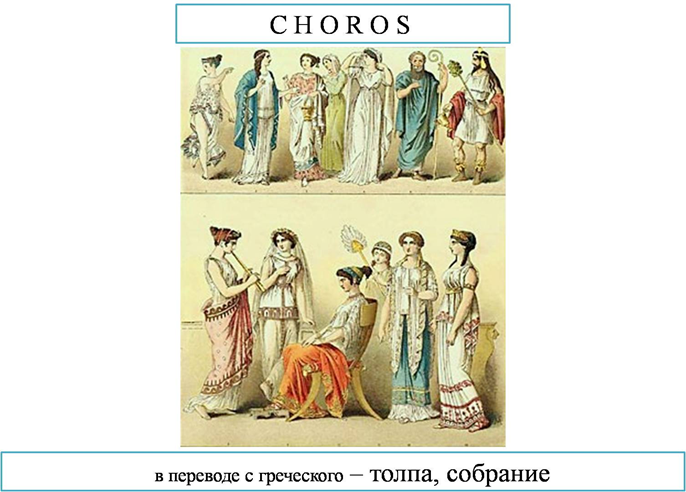 CHOROS
в переводе с греческого – толпа, собрание